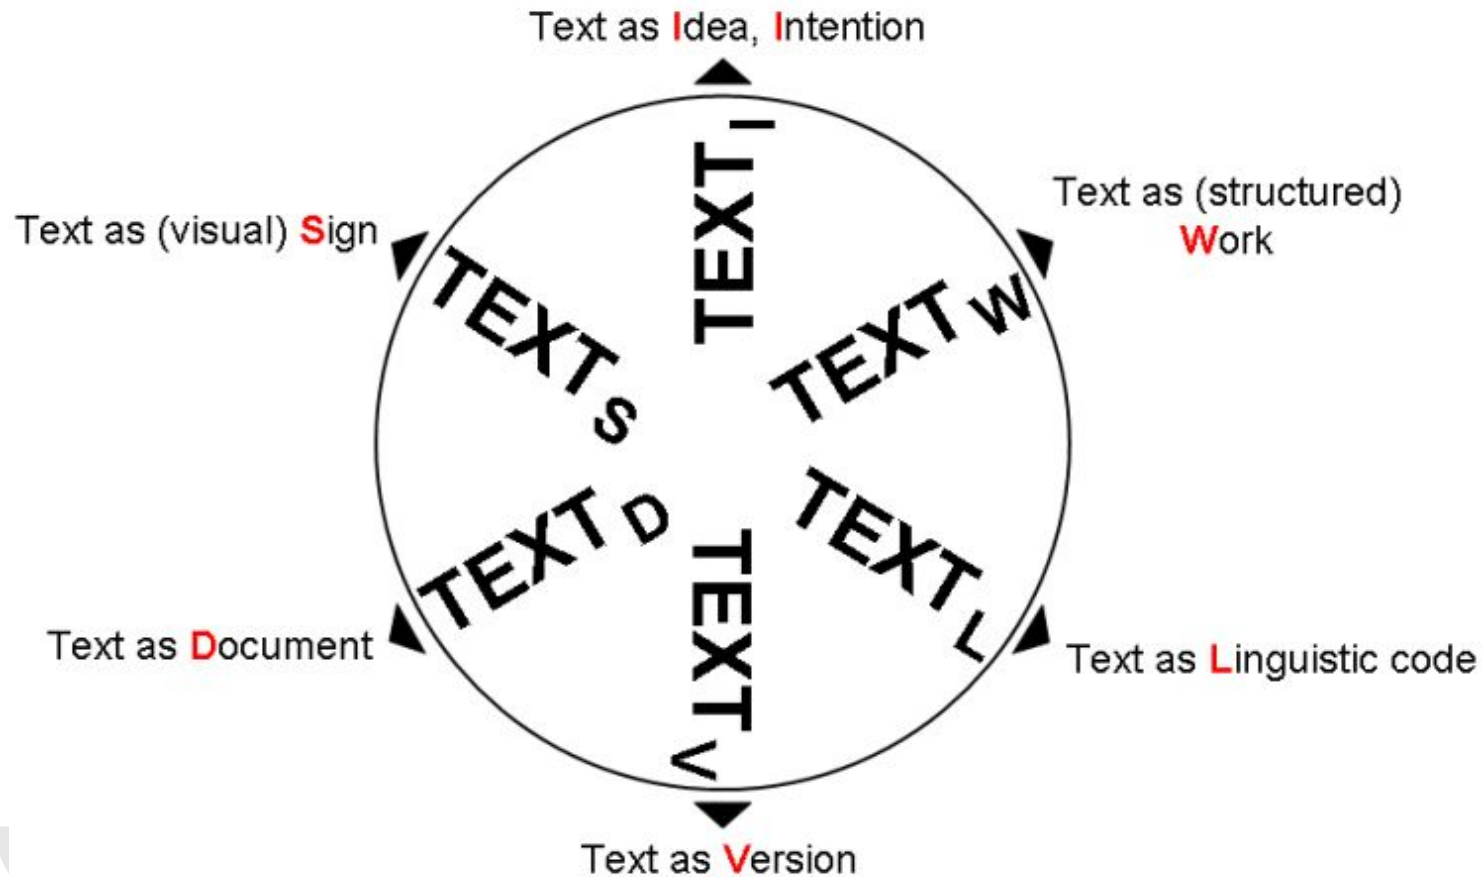 Text as Idea, Intention
Text as (structured)
Work
Text as (visual) Sign
TEXT I
TEXT W
TEXT S
TEXT D
TEXT L
TEXT V
Text as Document
Text as Linguistic code
Text as Version